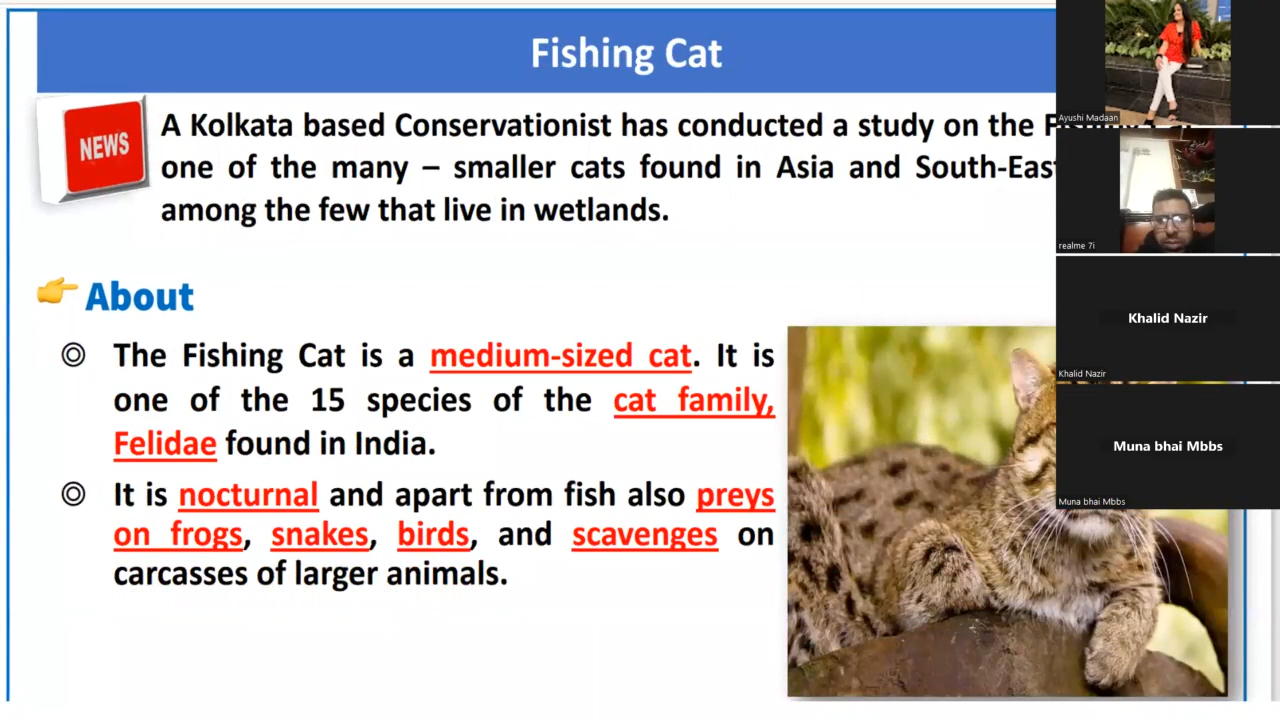 Fishing Cat
NEWS
A Kolkata based Conservationist has conducted a study on the
one of the many – smaller cats found in Asia and South-East
among the few that live in wetlands.
About
The Fishing Cat is a medium-sized cat. It is
one of the 15 species of the cat family,
Felidae found in India.
It is nocturnal and apart from fish also preys
on frogs, snakes, birds, and scavenges on
carcasses of larger animals.
Ayushi Madaan
realme 7i
Khalid Nazir
Khalid Nazir
Muna bhai Mbbs
Muna bhai Mbbs